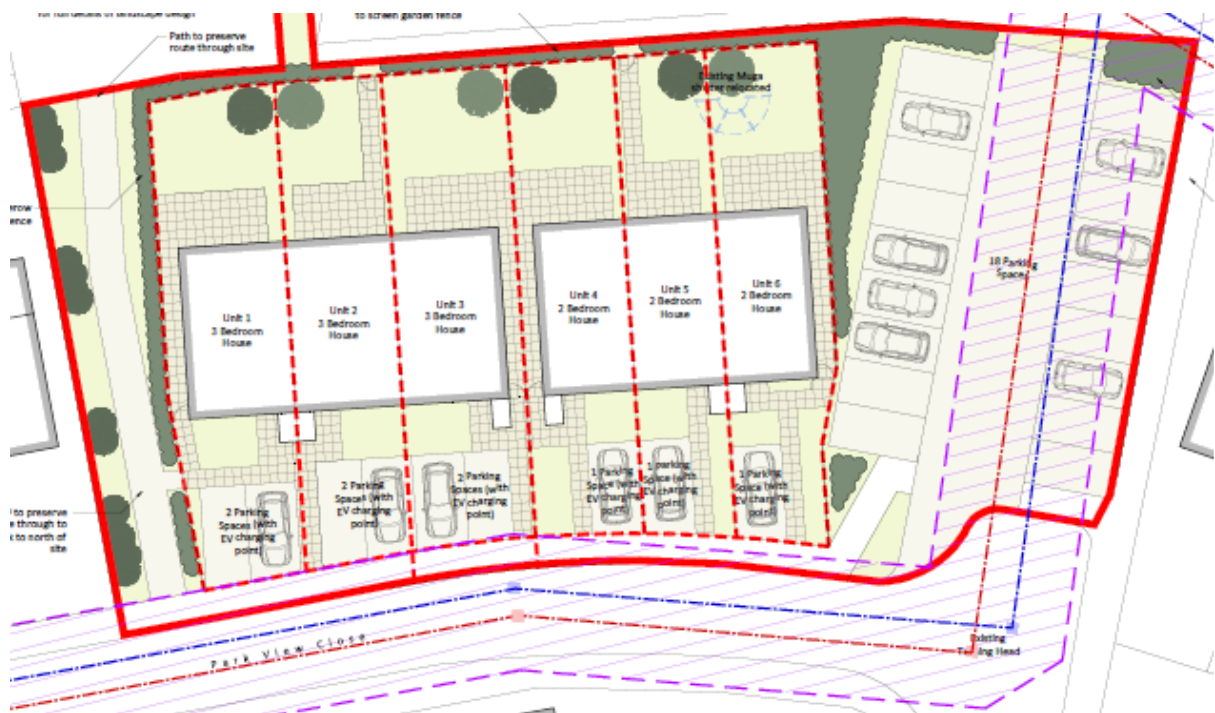 for full details of landscape design
to screen garden fence
Path to preserve
route through site
Existing Muga
shelter relocated
ence
18 Parking
Spaces
Unit 1
3 Bedroom
House
Unit 2
3 Bedroom
House
Unit 3
3 Bedroom
House
Unit 4
2 Bedroom
House
Unit 5
2 Bedroom
House
Unit 6
2 Bedroom
House
2 Parking
Spaces (with
EV charging
point)
2 Parking
Spaces (with
EV charging
point)
2 Parking
Spaces (with
EV charging
point)
1 Parking
Space (with
EV charging
point)
1 parking
Space (with
EV charging
point)
1 Parking
Space (with
EV charging
point)
to preserve
through to
to north of
site
Park View Close
Existing
Turning Head